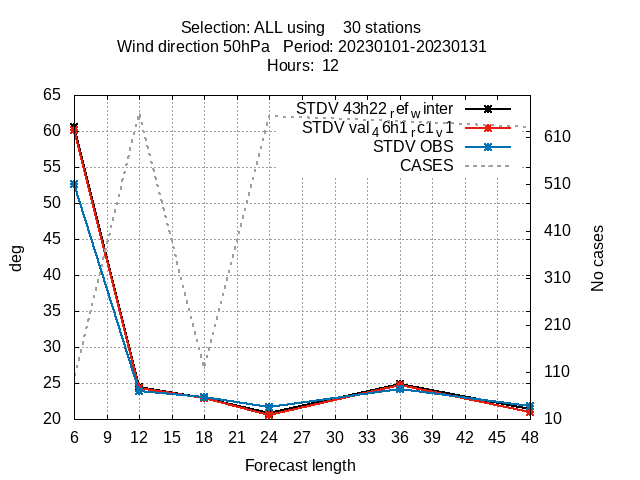 Selection: ALL using    30 stations
Wind direction 50hPa   Period: 20230101-20230131
Hours:  12
STDV 43h22_ref_winter
STDV val_46h1_rc1_v1
STDV OBS
CASES
65
60
55
50
45
40
35
30
25
20
610
510
410
310
210
110
10
deg
No cases
6 9 12 15 18 21 24 27 30 33 36 39 42 45 48
Forecast length